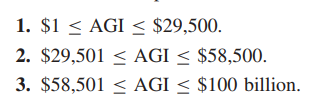 1. $1 ≤ AGI ≤ $29,500.
2. $29,501 ≤ AGI ≤ $58,500.
3. $58,501 ≤ AGI ≤ $100 billion.